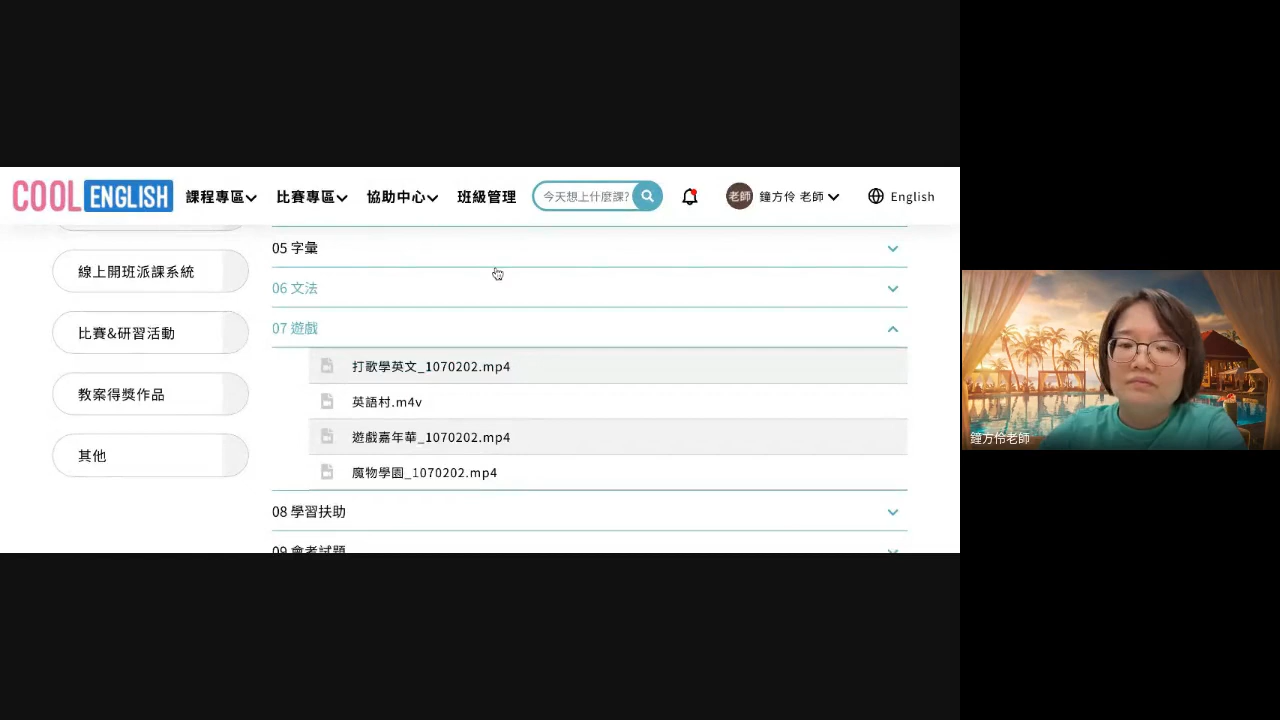 COOL ENGLISH 課程專區 比賽專區 協助中心 班級管理 今天想上什麼課? 老師 鐘方伶 老師 English
05 字彙
線上開班派課系統
06 文法
07 遊戲
比賽&研習活動
打歌學英文_1070202.mp4
英語村.m4v
教案得獎作品
遊戲嘉年華_1070202.mp4
其他
魔物學園_1070202.mp4
08 學習扶助
09 會考試題
鐘方伶老師